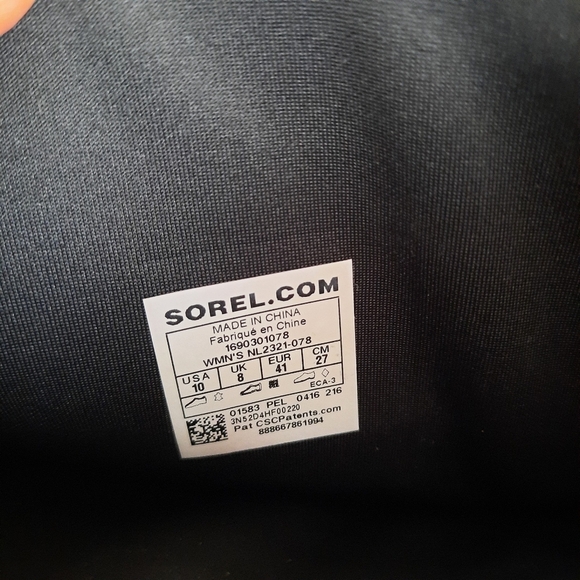 SOREL.COM
MADE IN CHINA
Fabriqué en Chine
1690301078
WMN'S NL2321-078
USA UK EUR CM
10 8 41 27
ECA-3
01583 PEL 0416 216
3N52D4HF00220
Pat CSCPatents.com
888667861994